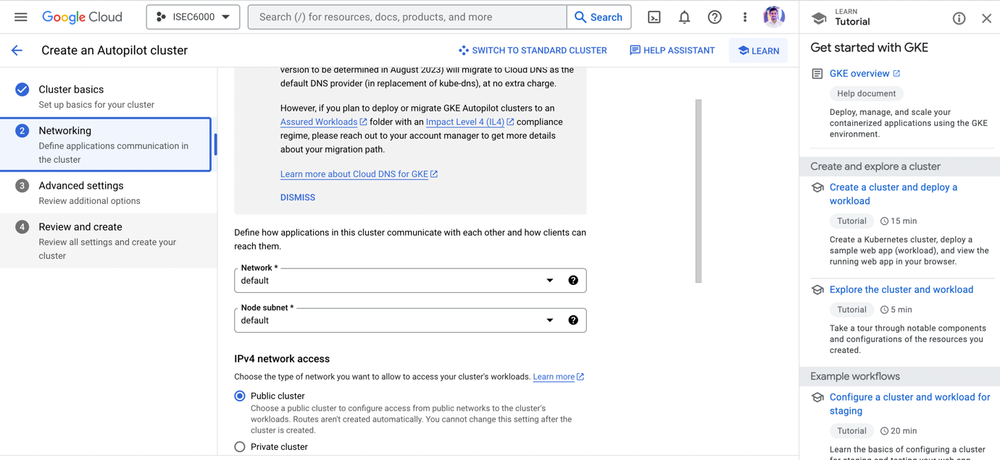 Google Cloud
ISEC6000
Search (/) for resources, docs, products, and more
Search
LEARN
Tutorial
Create an Autopilot cluster
SWITCH TO STANDARD CLUSTER
HELP ASSISTANT
LEARN
Cluster basics
Set up basics for your cluster
2
Networking
Define applications communication in
the cluster
3
Advanced settings
Review additional options
4
Review and create
Review all settings and create your
cluster
version to be determined in August 2023) will migrate to Cloud DNS as the
default DNS provider (in replacement of kube-dns), at no extra charge.
However, if you plan to deploy or migrate GKE Autopilot clusters to an
Assured Workloads folder with an Impact Level 4 (IL4) compliance
regime, please reach out to your account manager to get more details
about your migration path.
Learn more about Cloud DNS for GKE
DISMISS
Define how applications in this cluster communicate with each other and how clients can
reach them.
Network *
default
Node subnet *
default
IPv4 network access
Choose the type of network you want to allow to access your cluster's workloads. Learn more
Public cluster
Choose a public cluster to configure access from public networks to the cluster's
workloads. Routes aren't created automatically. You cannot change this setting after the
cluster is created.
Private cluster
Get started with GKE
GKE overview
Help document
Deploy, manage, and scale your
containerized applications using the GKE
environment.
Create and explore a cluster
Create a cluster and deploy a
workload
Tutorial
15 min
Create a Kubernetes cluster, deploy a
sample web app (workload), and view the
running web app in your browser.
Explore the cluster and workload
Tutorial
5 min
Take a tour through notable components
and configurations of the resources you
created.
Example workflows
Configure a cluster and workload for
staging
Tutorial
20 min
Learn the basics of configuring a cluster
for staging and testing your web app